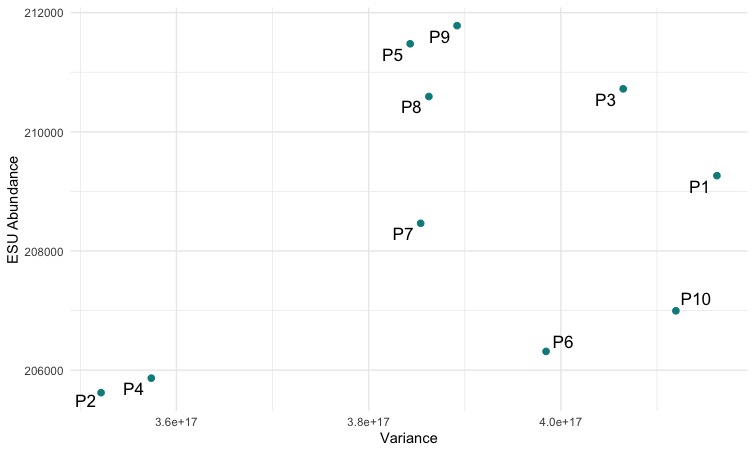 212000
210000
208000
206000
ESU Abundance
P9
P5
P8
P3
P1
P7
P10
P6
P4
P2
3.6e+17
3.8e+17
4.0e+17
Variance